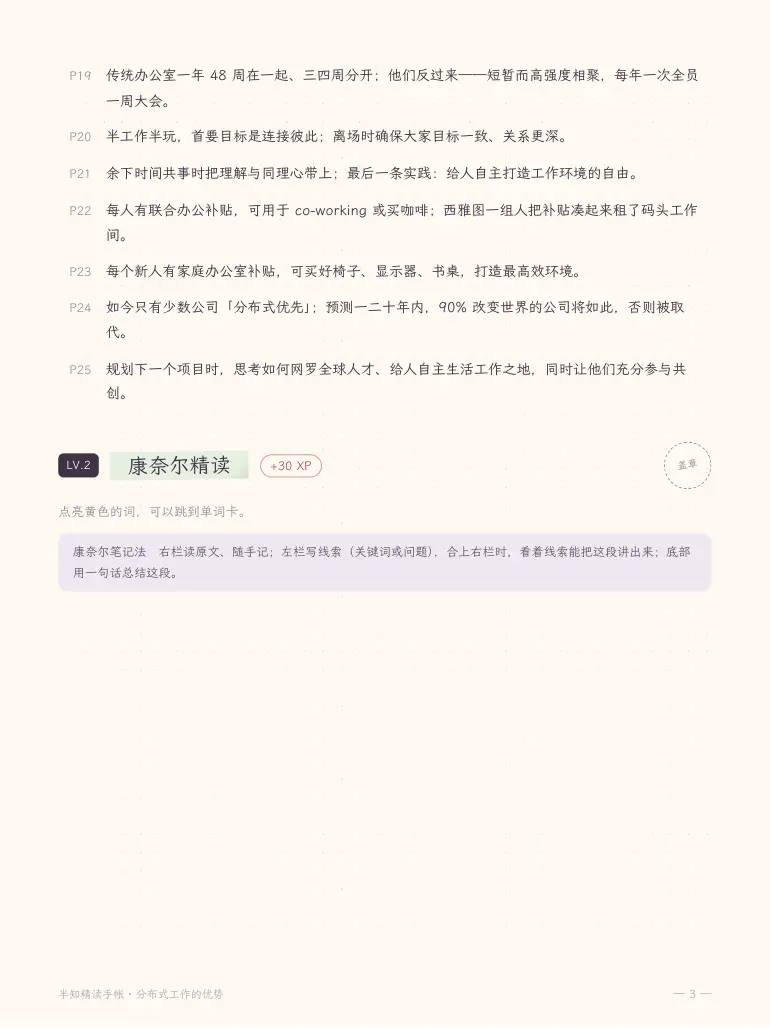 P19 传统办公室一年 48 周在一起、三四周分开；他们反过来——短暂而高强度相聚，每年一次全员
一周大会。
P20 半工作半玩，首要目标是连接彼此；离场时确保大家目标一致、关系更深。
P21 余下时间共事时把理解与同理心带上；最后一条实践：给人自主打造工作环境的自由。
P22 每人有联合办公补贴，可用于 co-working 或买咖啡；西雅图一组人把补贴凑起来租了码头工作
间。
P23 每个新人有家庭办公室补贴，可买好椅子、显示器、书桌，打造最高效环境。
P24 如今只有少数公司「分布式优先」；预测一二十年内，90% 改变世界的公司将如此，否则被取
代。
P25 规划下一个项目时，思考如何网罗全球人才、给人自主生活工作之地，同时让他们充分参与共
创。
LV.2 康奈尔精读 +30 XP 盖章
点亮黄色的词，可以跳到单词卡。
康奈尔笔记法 右栏读原文、随手记；左栏写线索（关键词或问题），合上右栏时，看着线索能把这段讲出来；底部
用一句话总结这段。
半知精读手帐·分布式工作的优势 — 3 —